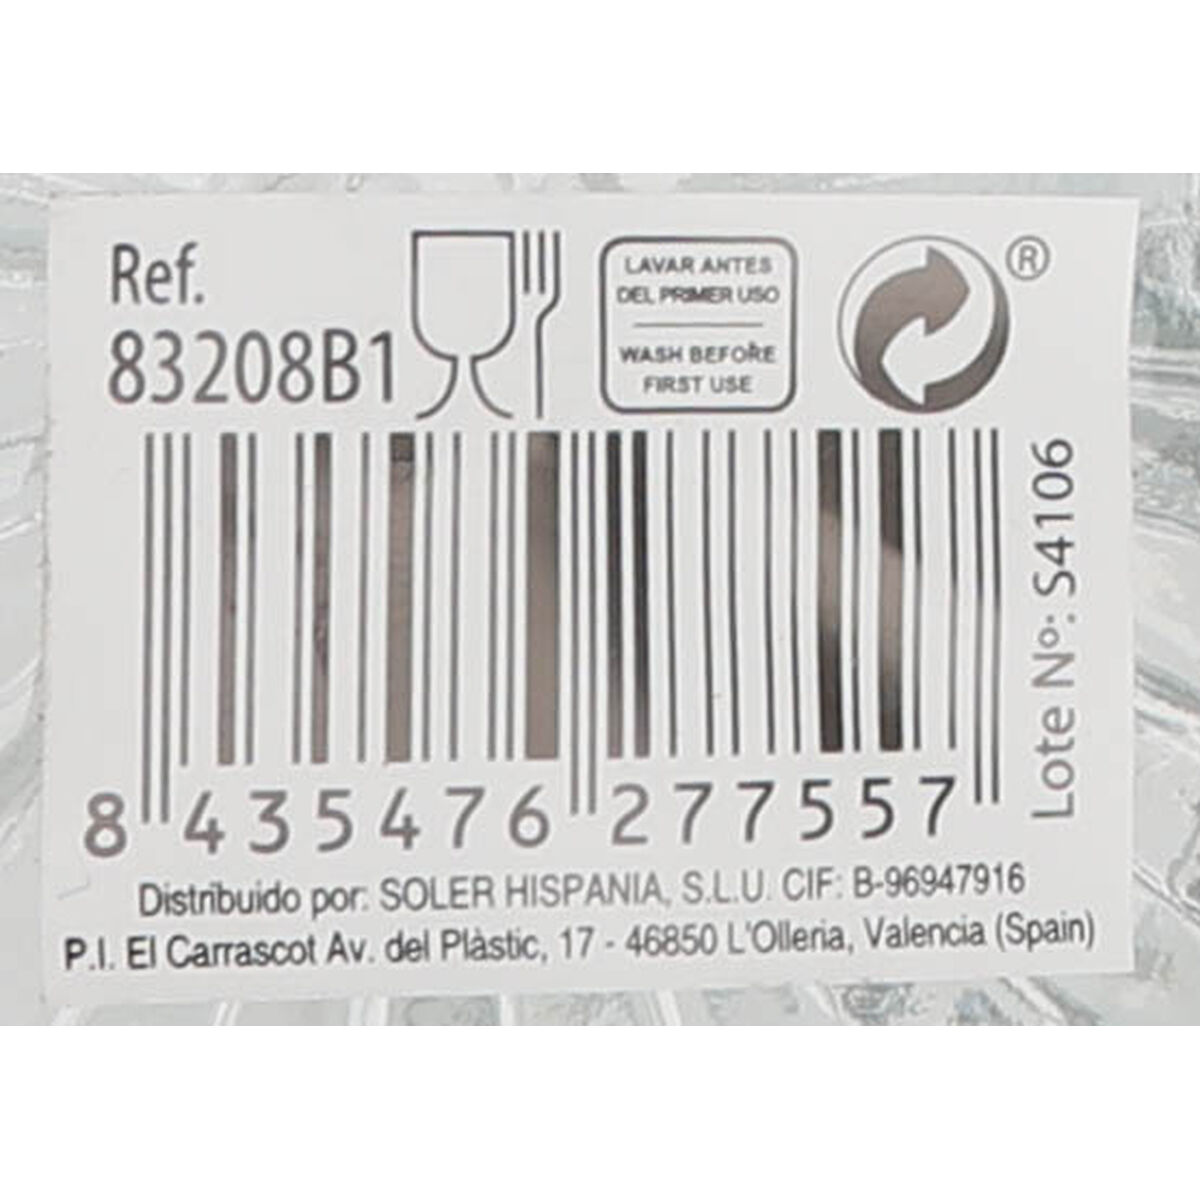 Ref.
83208B1
LAVAR ANTES
DEL PRIMER USO
WASH BEFORE
FIRST USE
®
Lote Nº: S4106
8 435476 277557
Distribuido por: SOLER HISPANIA, S.L.U. CIF: B-96947916
P.I. El Carrascot Av. del Plàstic, 17 - 46850 L'Olleria, Valencia (Spain)